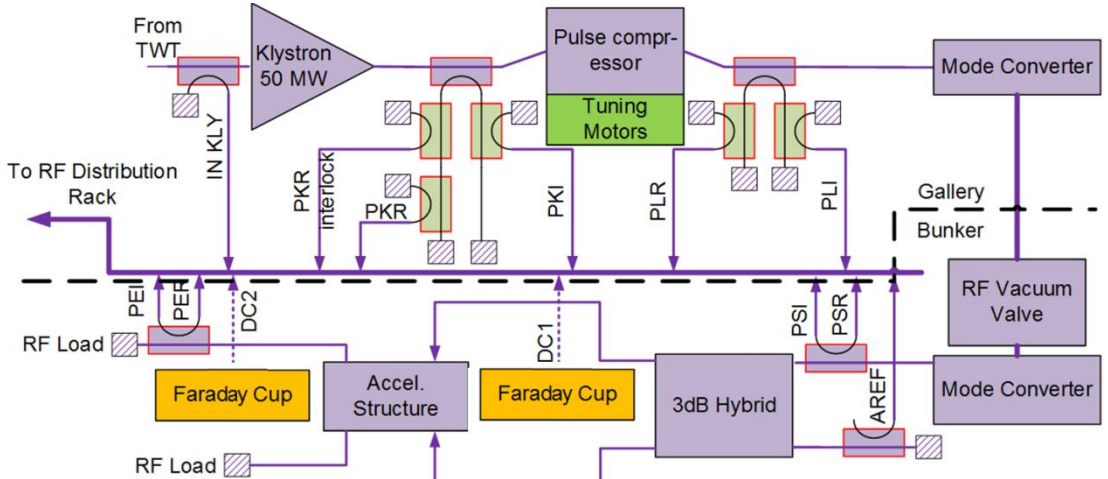 From
TWT
Klystron
50 MW
Pulse compr-
essor
Tuning
Motors
Mode Converter
IN KLY
PKR
interlock
PKR
PKI
PLR
PLI
To RF Distribution
Rack
Gallery
Bunker
PEI
PER
DC2
DC1
PSI
PSR
AREF
RF Vacuum
Valve
RF Load
Faraday Cup
Accel.
Structure
Faraday Cup
3dB Hybrid
Mode Converter
RF Load